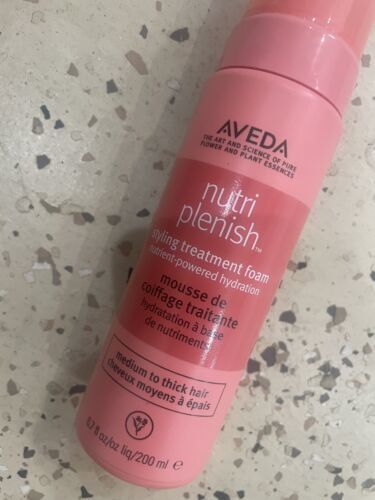 AVEDA
THE ART AND SCIENCE OF PURE
FLOWER AND PLANT ESSENCES
nutri
plenish™
styling treatment foam
nutrient-powered hydration
mousse de
coiffage traitante
hydratation à base
de nutriments
medium to thick hair
cheveux moyens à épais
6.7 fl oz/oz liq/200 ml e